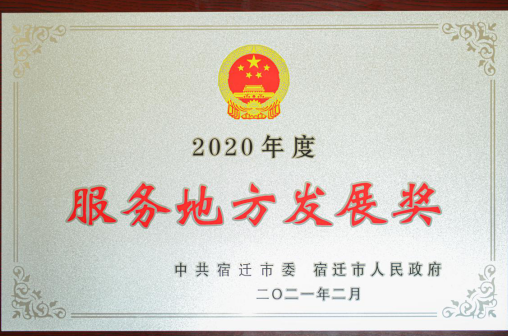 2020年度
服务地方发展奖
中共宿迁市委 宿迁市人民政府
二〇二一年二月